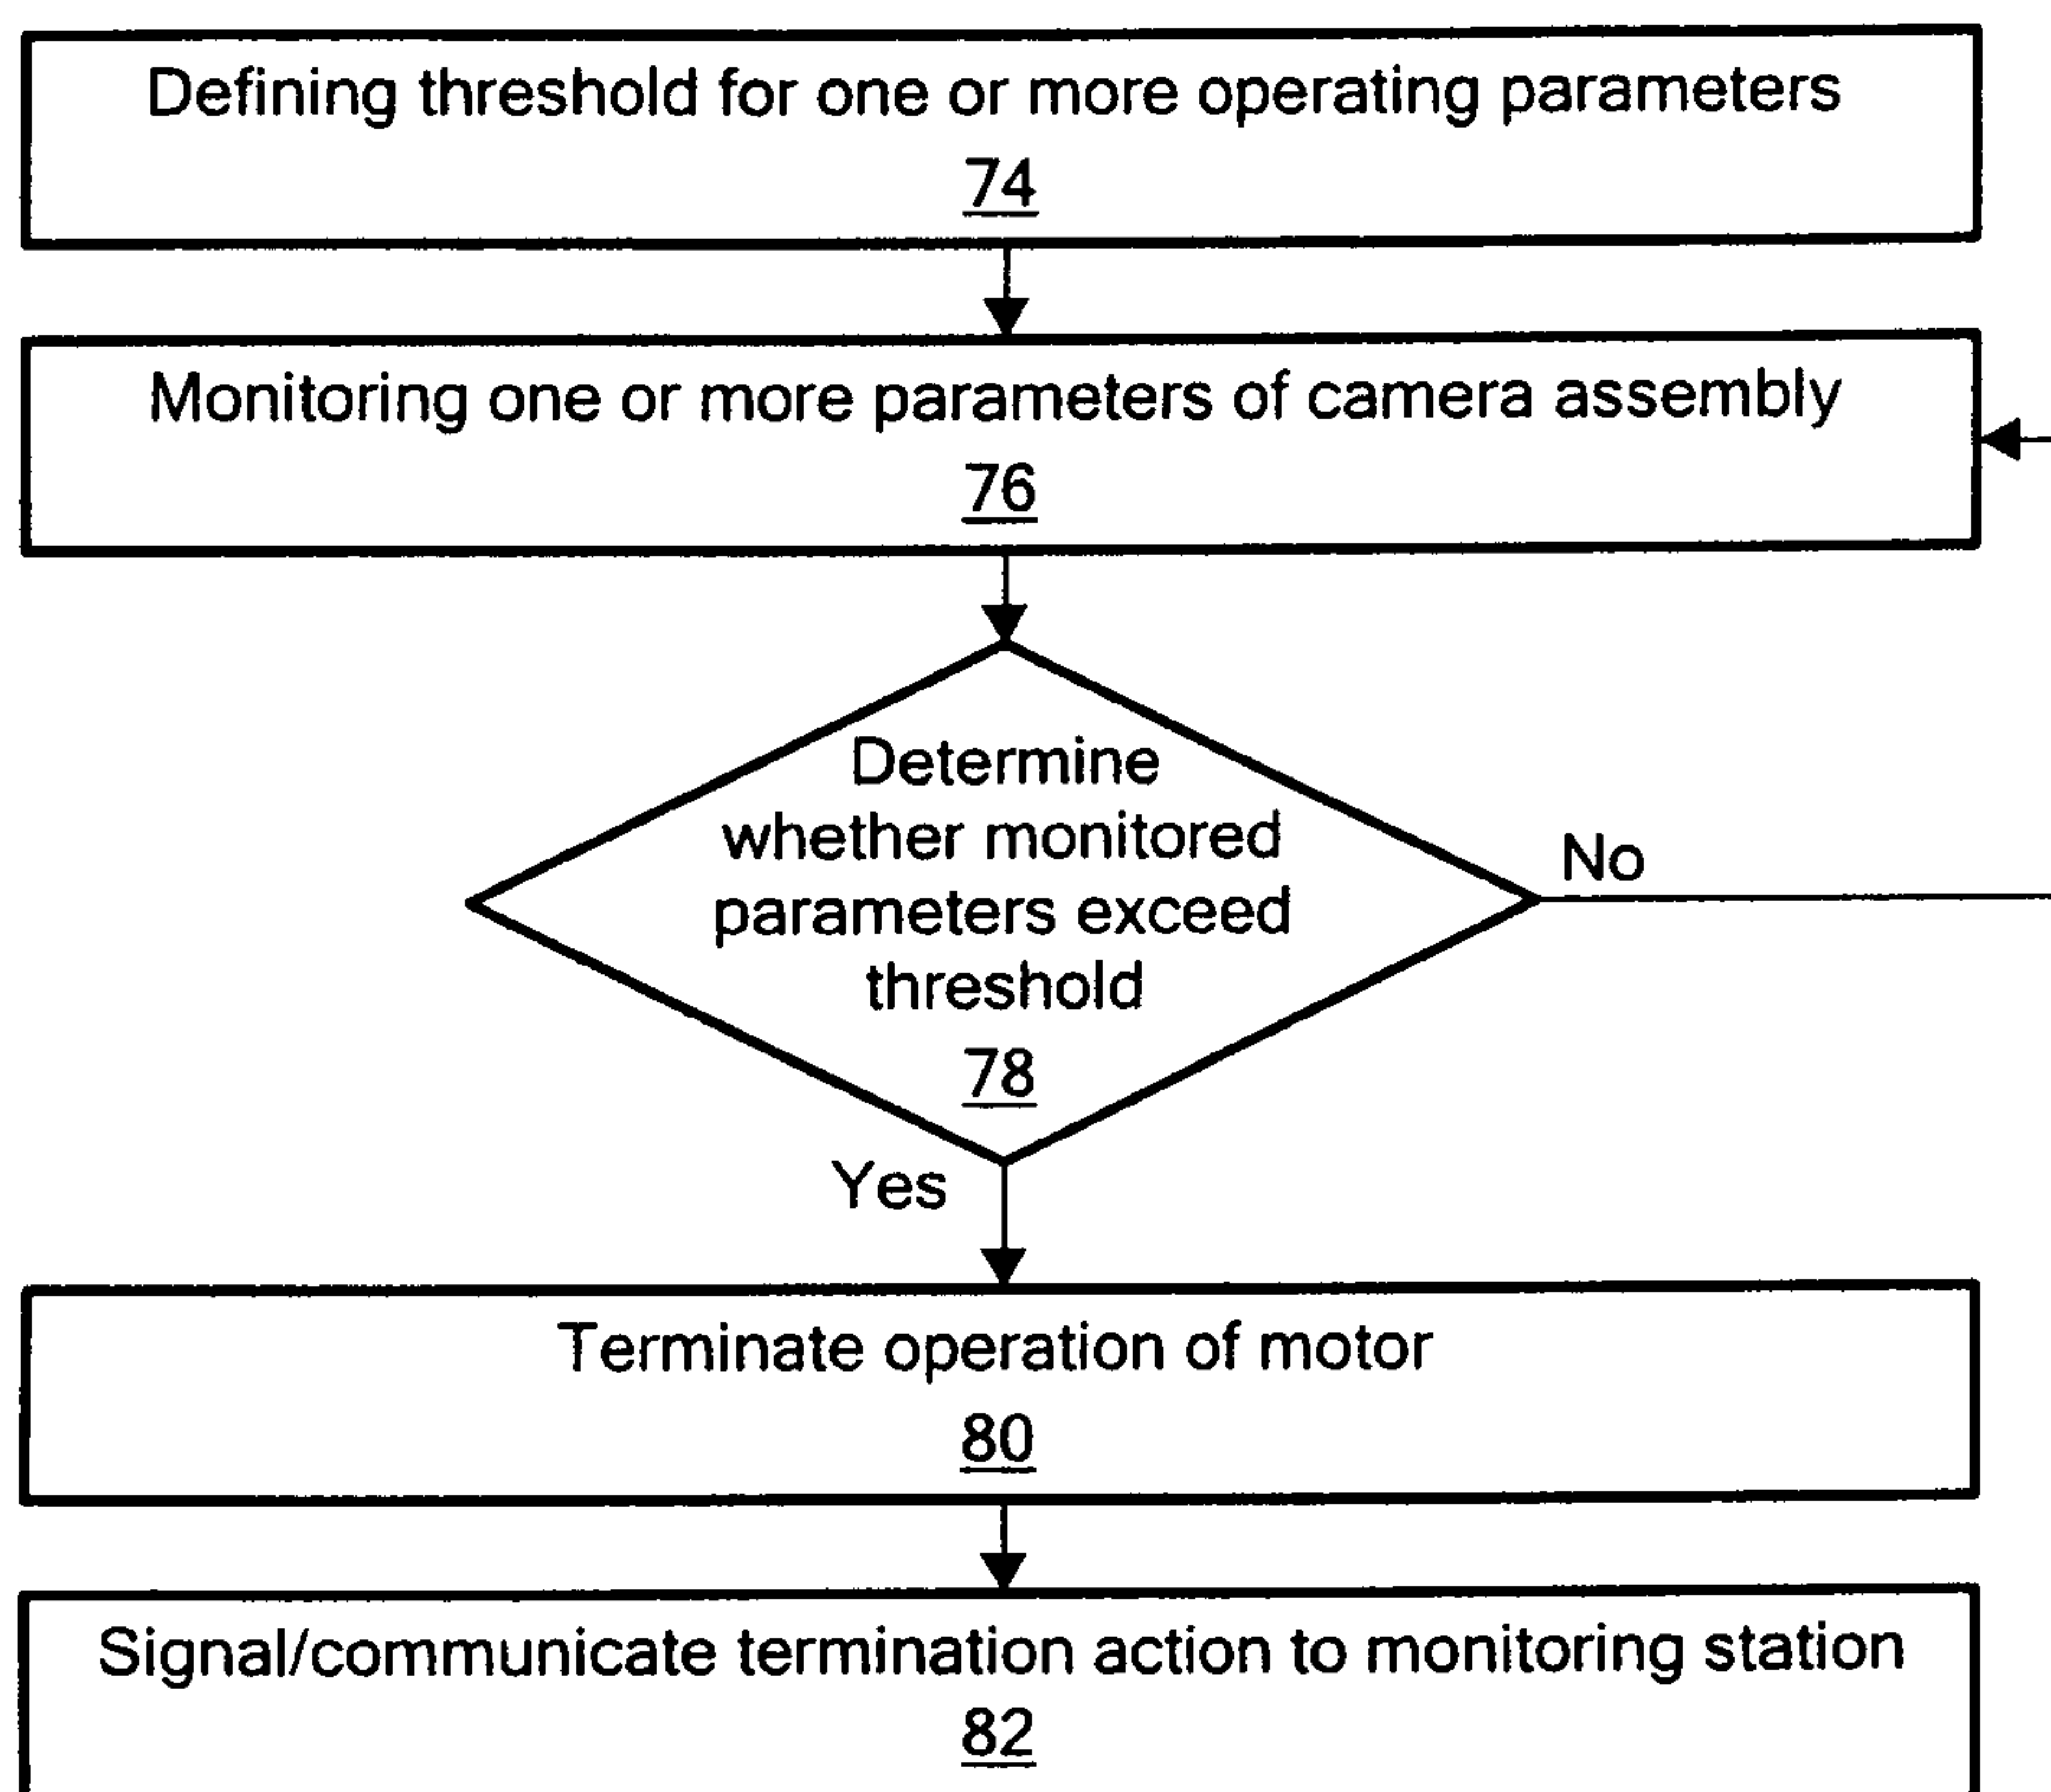 Defining threshold for one or more operating parameters
74
Monitoring one or more parameters of camera assembly
76
Determine
whether monitored
parameters exceed
threshold
78
No
Yes
Terminate operation of motor
80
Signal/communicate termination action to monitoring station
82